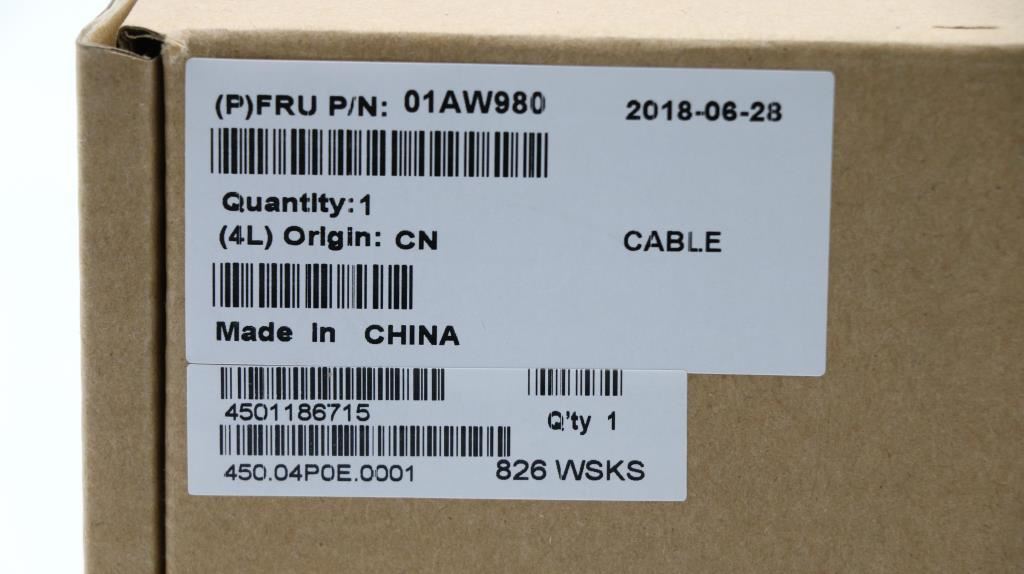 (P)FRU P/N: 01AW980 2018-06-28
Quantity:1
(4L) Origin: CN CABLE
Made in CHINA
4501186715 Q'ty 1
450.04P0E.0001 826 WSKS